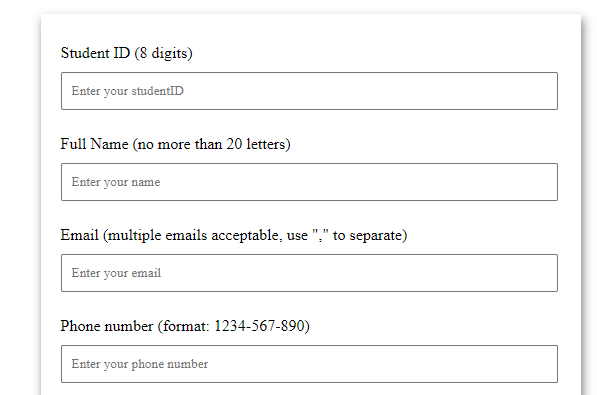 Student ID (8 digits)
Enter your studentID
Full Name (no more than 20 letters)
Enter your name
Email (multiple emails acceptable, use "," to separate)
Enter your email
Phone number (format: 1234-567-890)
Enter your phone number